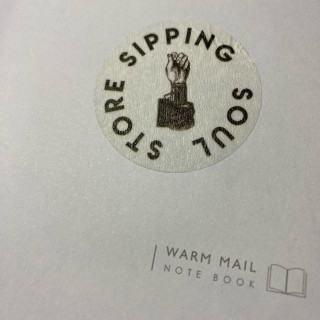 SIPPING SOUL STORE
WARM MAIL
NOTE BOOK